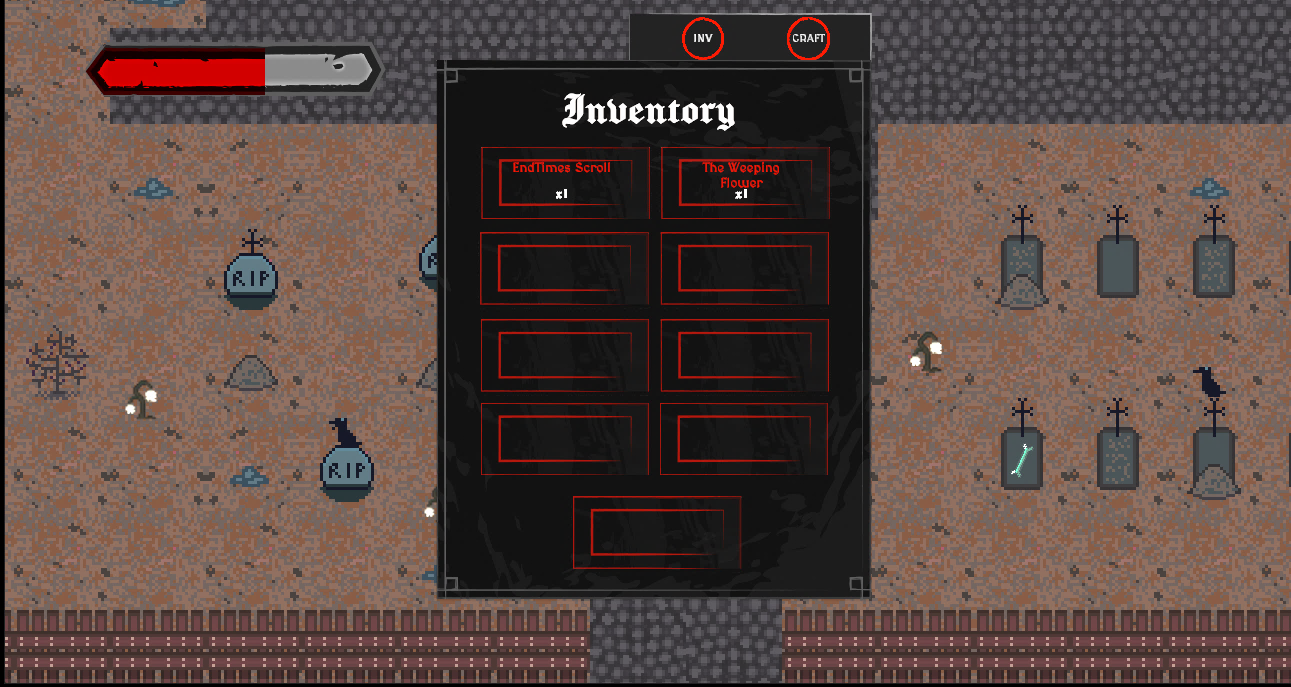 INV
CRAFT
Inventory
EndTimes Scroll
x1
The Weeping
Flower
x1
RIP
RIP